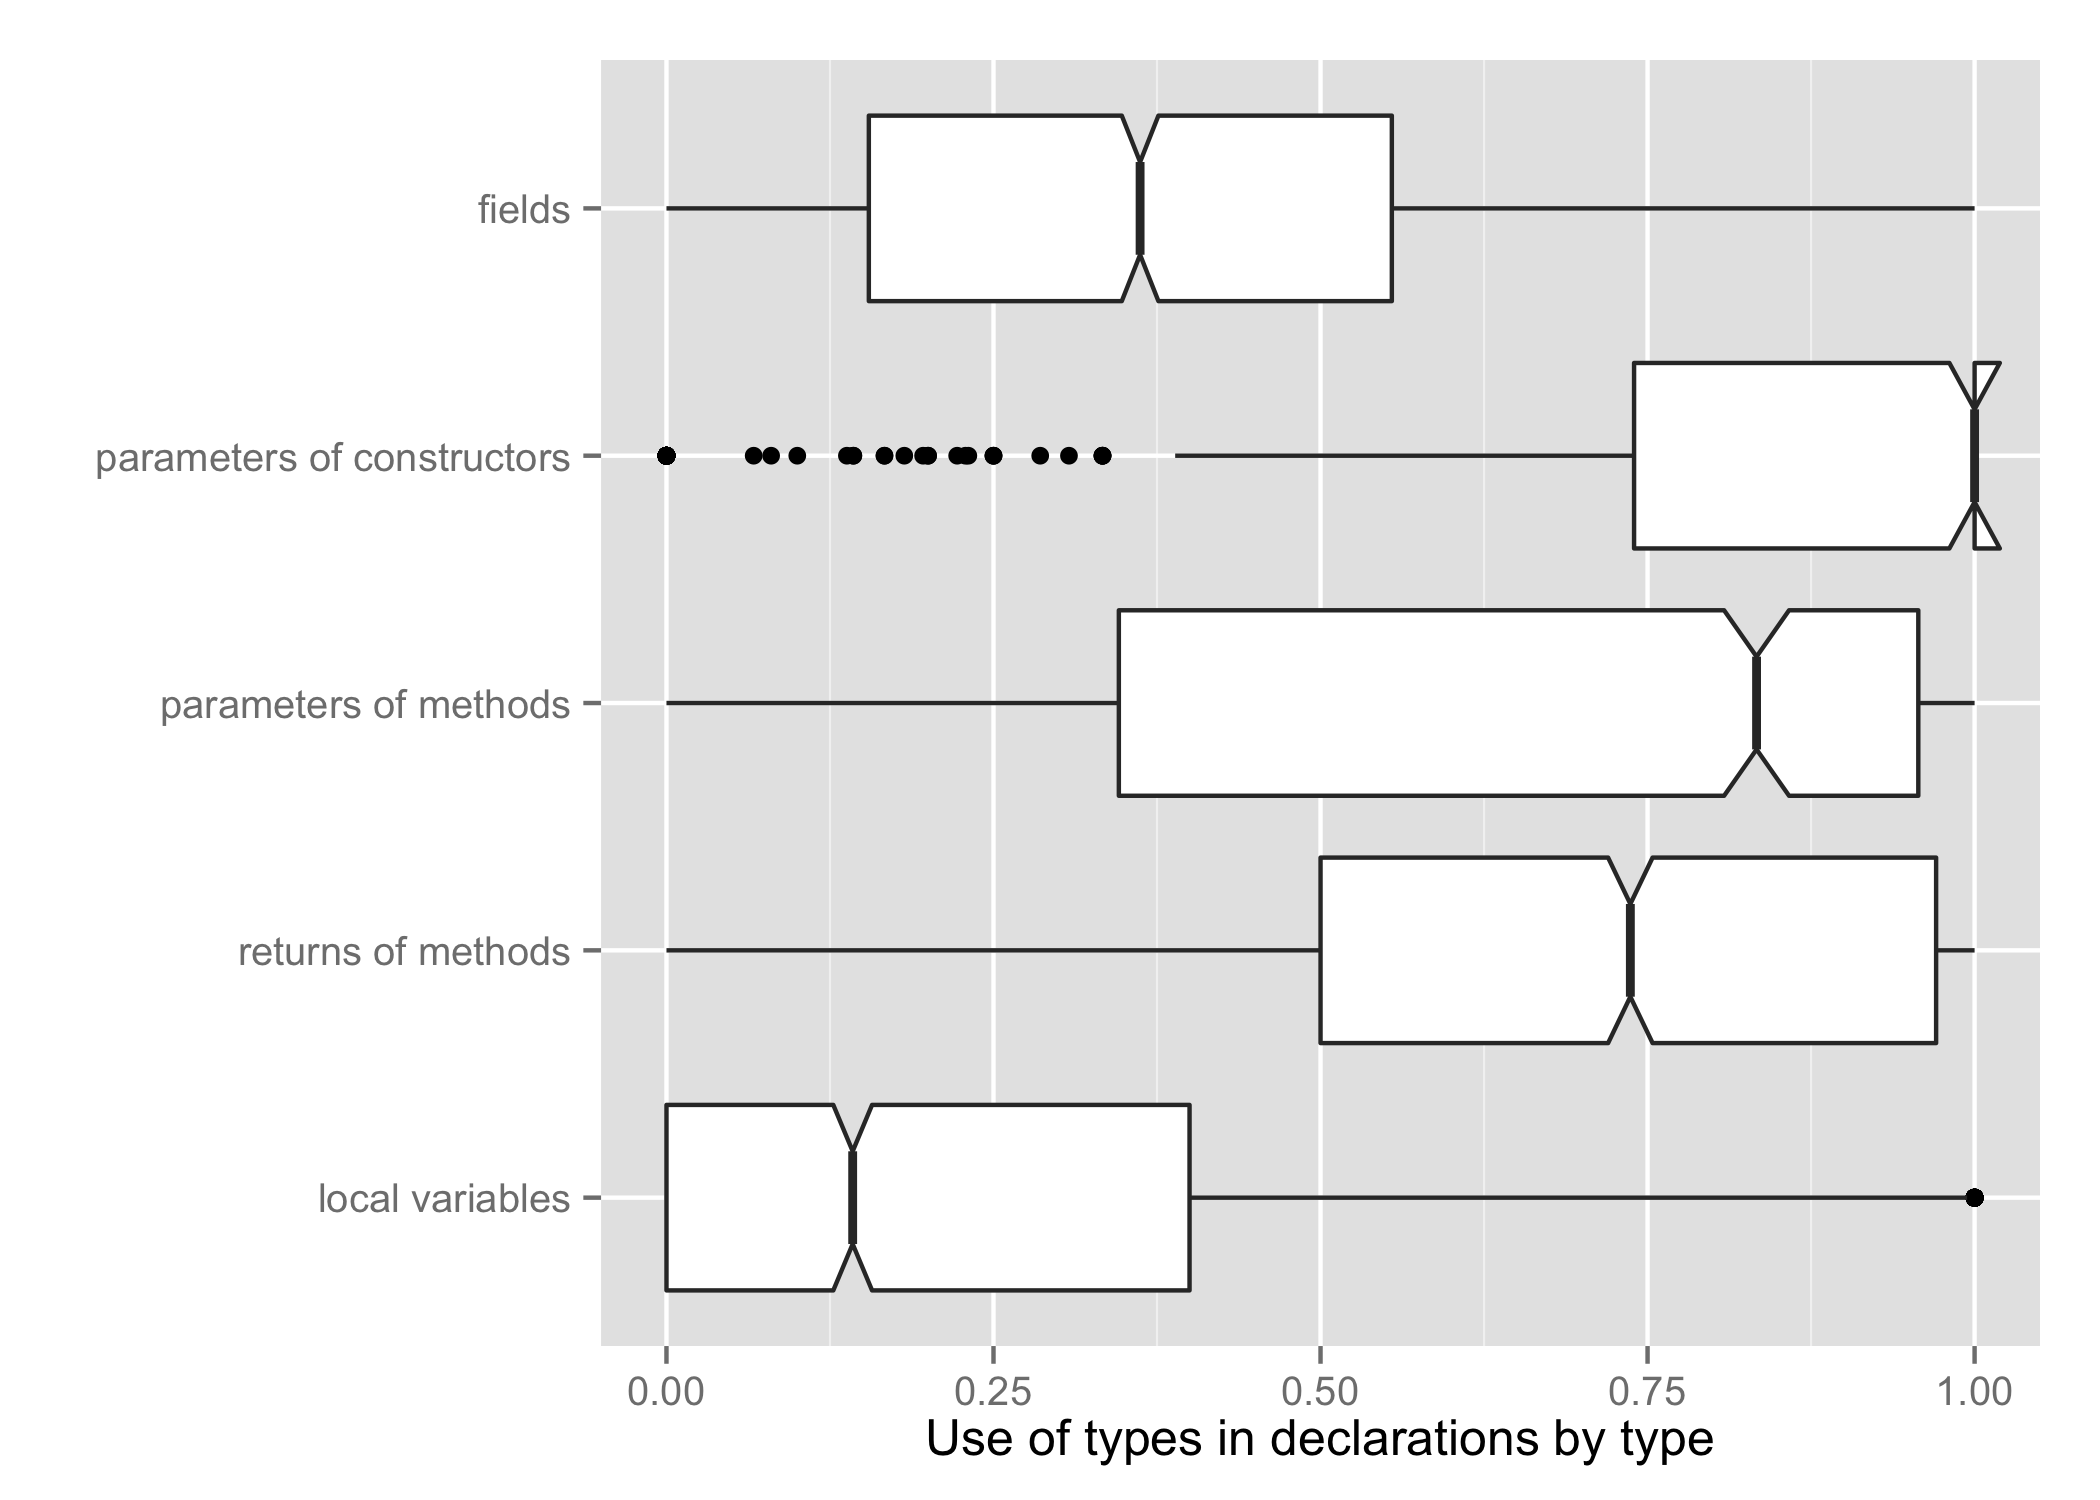 fields
parameters of constructors
parameters of methods
returns of methods
local variables
0.00 0.25 0.50 0.75 1.00
Use of types in declarations by type